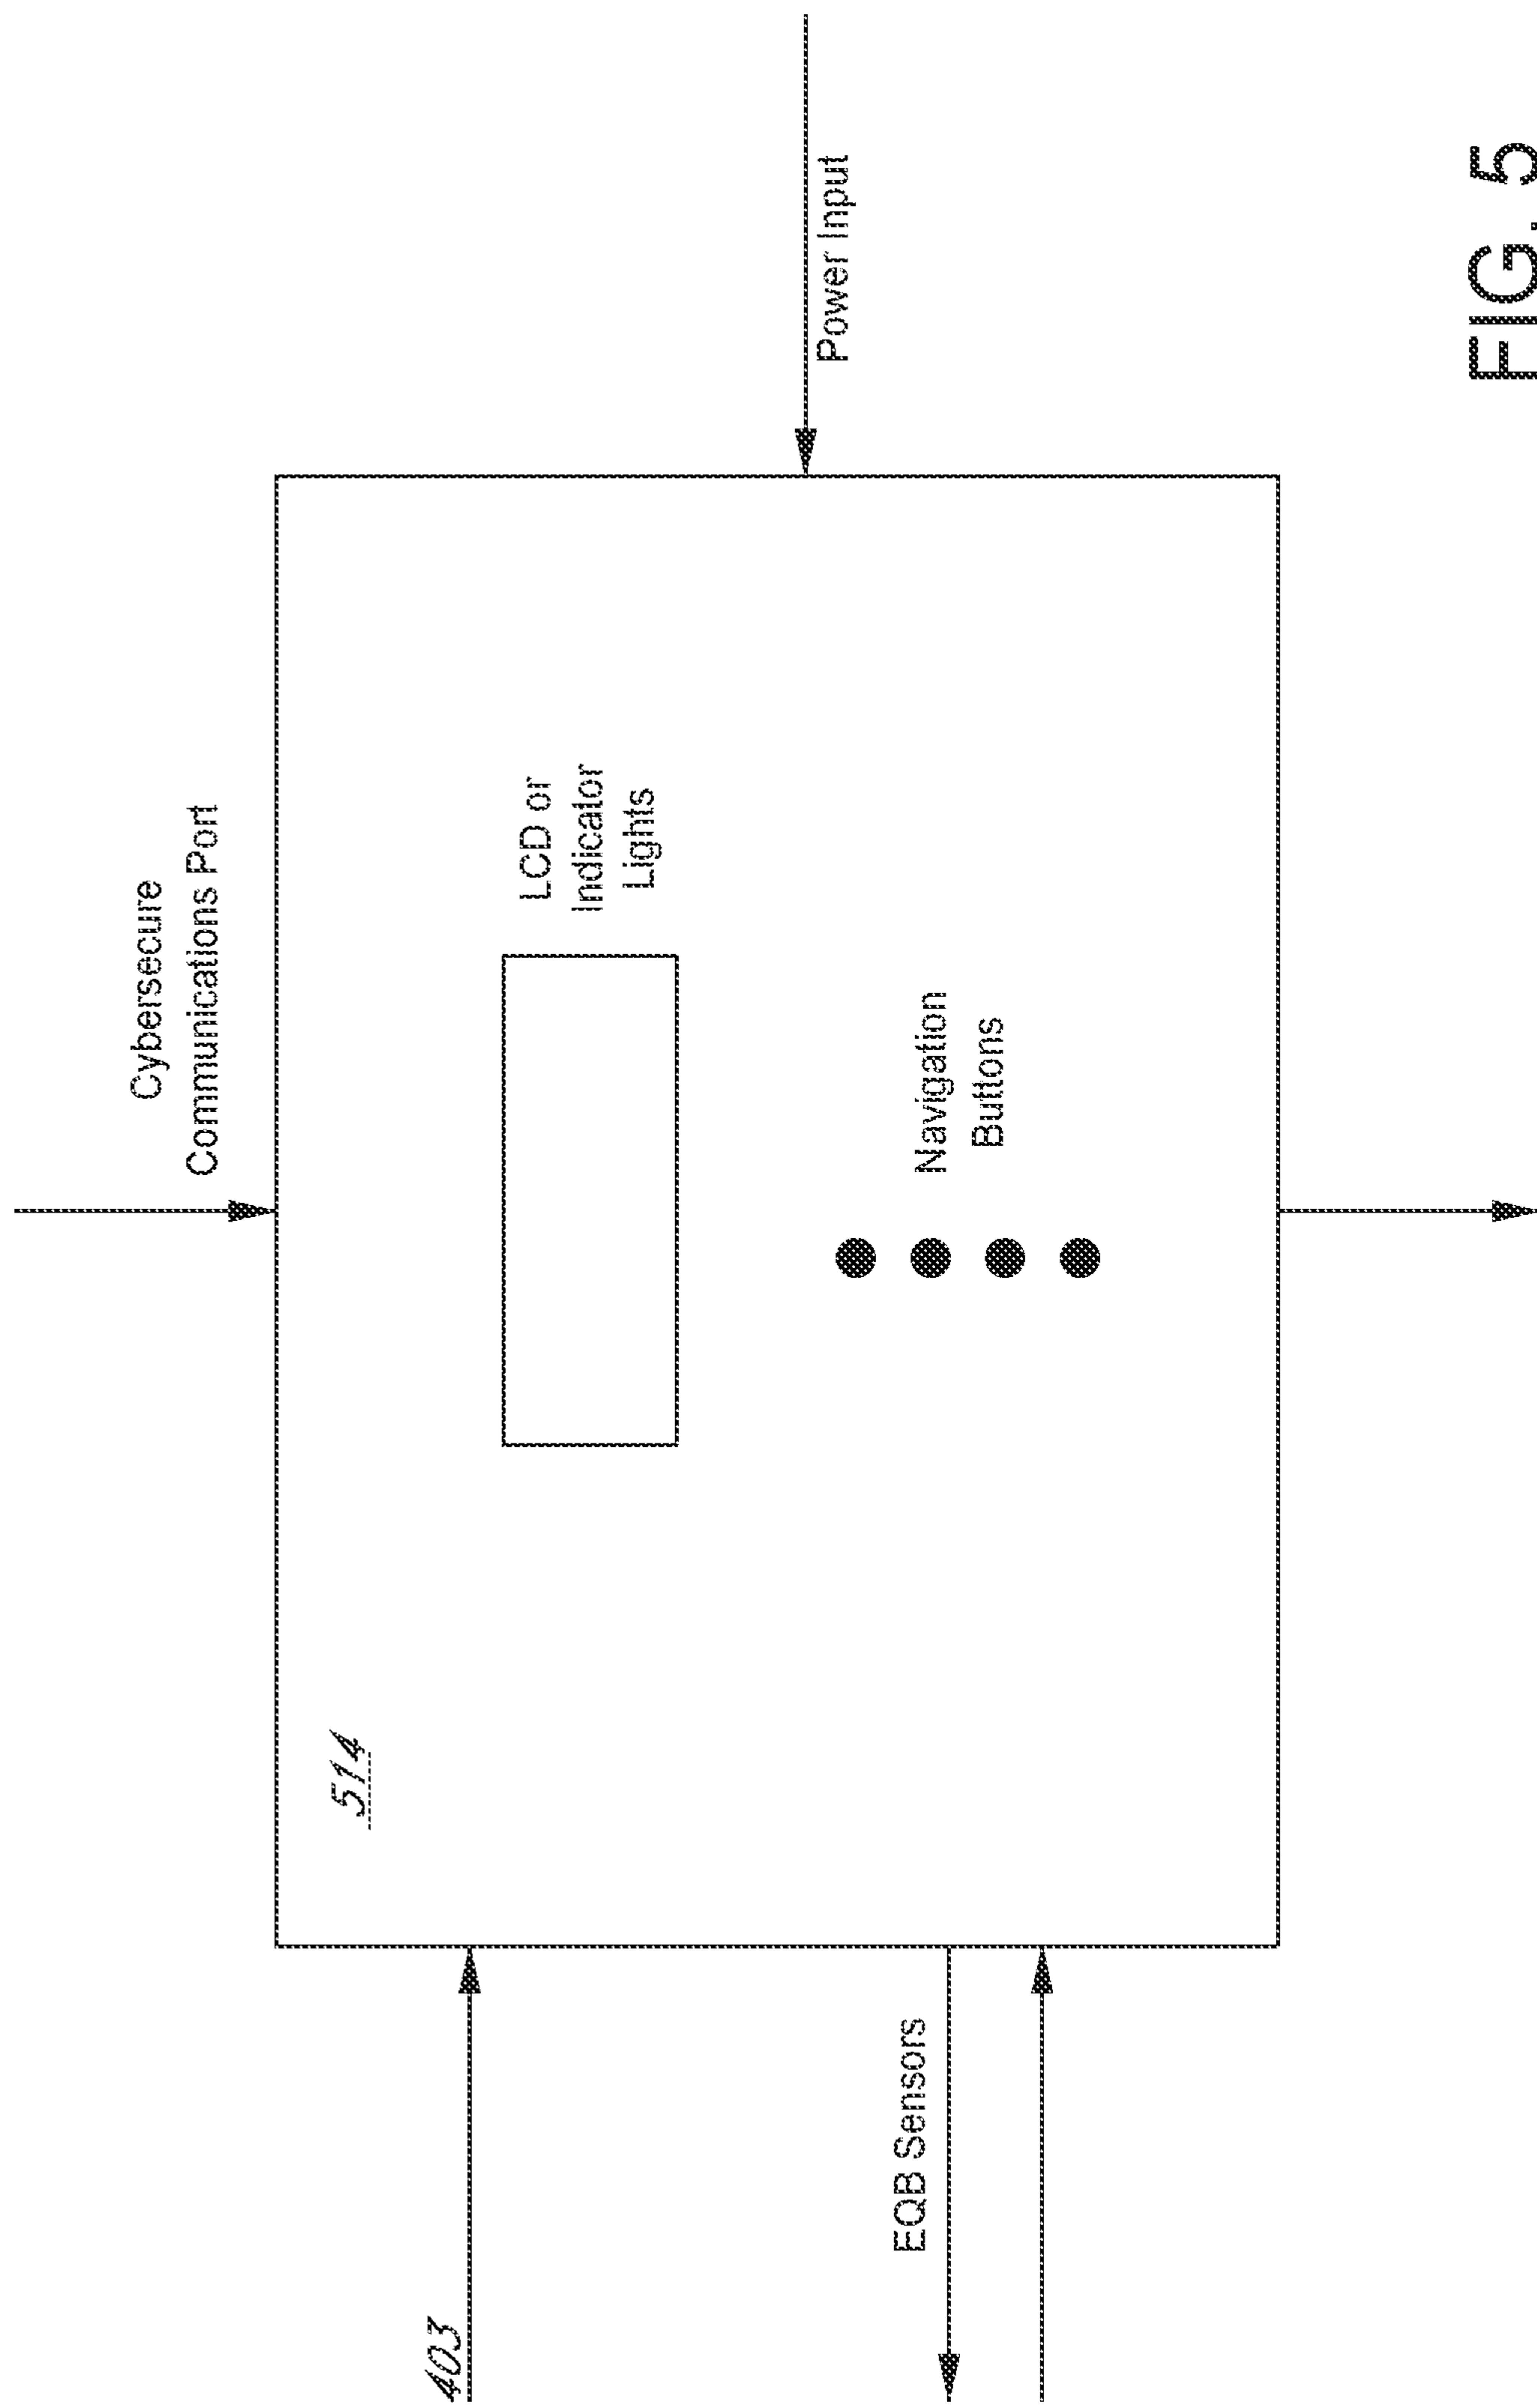 Cybersecure
Communications Port
403
514
LCD or
Indicator
Lights
EQB Sensors
Navigation
Buttons
Power Input
FIG. 5